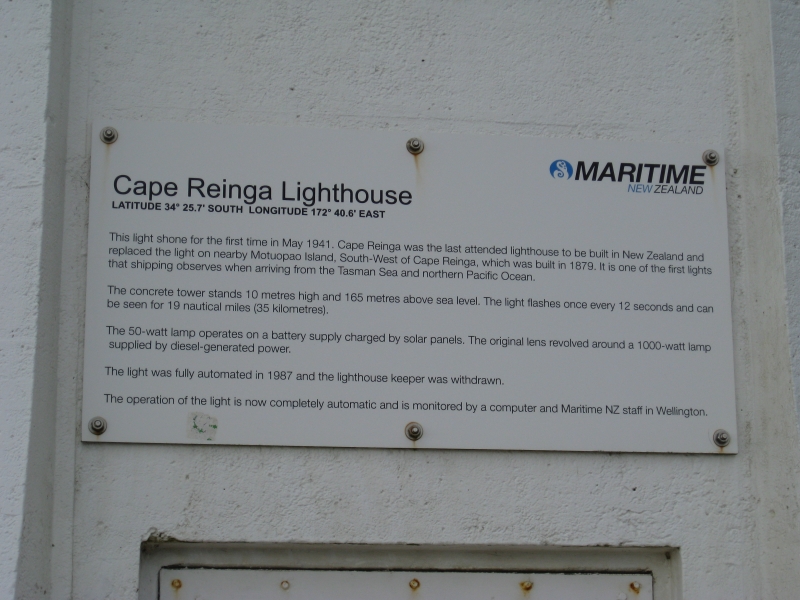 MARITIME
NEW ZEALAND
Cape Reinga Lighthouse
LATITUDE 34° 25.7' SOUTH LONGITUDE 172° 40.6' EAST
This light shone for the first time in May 1941. Cape Reinga was the last attended lighthouse to be built in New Zealand and
replaced the light on nearby Motuopao Island, South-West of Cape Reinga, which was built in 1879. It is one of the first lights
that shipping observes when arriving from the Tasman Sea and northern Pacific Ocean.
The concrete tower stands 10 metres high and 165 metres above sea level. The light flashes once every 12 seconds and can
be seen for 19 nautical miles (35 kilometres).
The 50-watt lamp operates on a battery supply charged by solar panels. The original lens revolved around a 1000-watt lamp
supplied by diesel-generated power.
The light was fully automated in 1987 and the lighthouse keeper was withdrawn.
The operation of the light is now completely automatic and is monitored by a computer and Maritime NZ staff in Wellington.